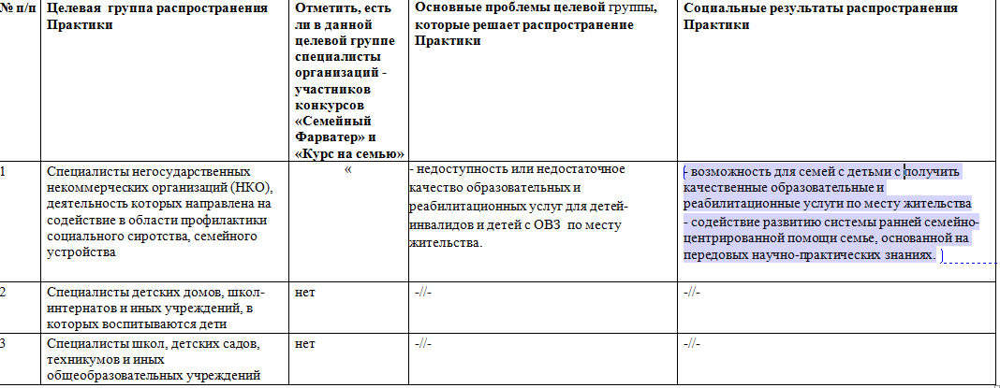 № п/п
Целевая группа распространения
Практики
Отметить, есть
ли в данной
целевой группе
специалисты
организаций -
участников
конкурсов
«Семейный
Фарватер» и
«Курс на семью»
Основные проблемы целевой группы,
которые решает распространение
Практики
Социальные результаты распространения
Практики
1
Специалисты негосударственных
некоммерческих организаций (НКО),
деятельность которых направлена на
содействие в области профилактики
социального сиротства, семейного
устройства
«
- недоступность или недостаточное
качество образовательных и
реабилитационных услуг для детей-
инвалидов и детей с ОВЗ по месту
жительства.
- возможность для семей с детьми с получить
качественные образовательные и
реабилитационные услуги по месту жительства
- содействие развитию системы ранней семейно-
центрированной помощи семье, основанной на
передовых научно-практических знаниях.
2
Специалисты детских домов, школ-
интернатов и иных учреждений, в
которых воспитываются дети
нет
-//-
-//-
3
Специалисты школ, детских садов,
техникумов и иных
общеобразовательных учреждений
нет
-//-
-//-